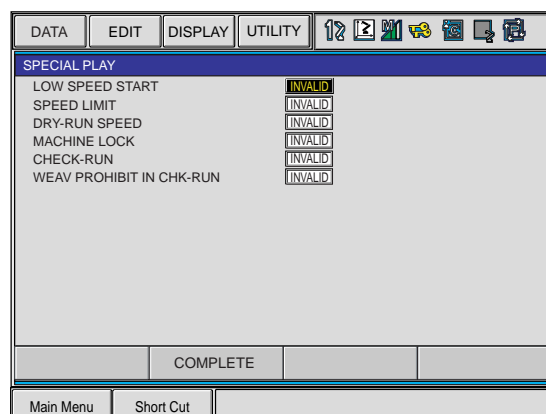 DATA EDIT DISPLAY UTILITY
SPECIAL PLAY
LOW SPEED START INVALID
SPEED LIMIT INVALID
DRY-RUN SPEED INVALID
MACHINE LOCK INVALID
CHECK-RUN INVALID
WEAV PROHIBIT IN CHK-RUN INVALID
COMPLETE
Main Menu Short Cut